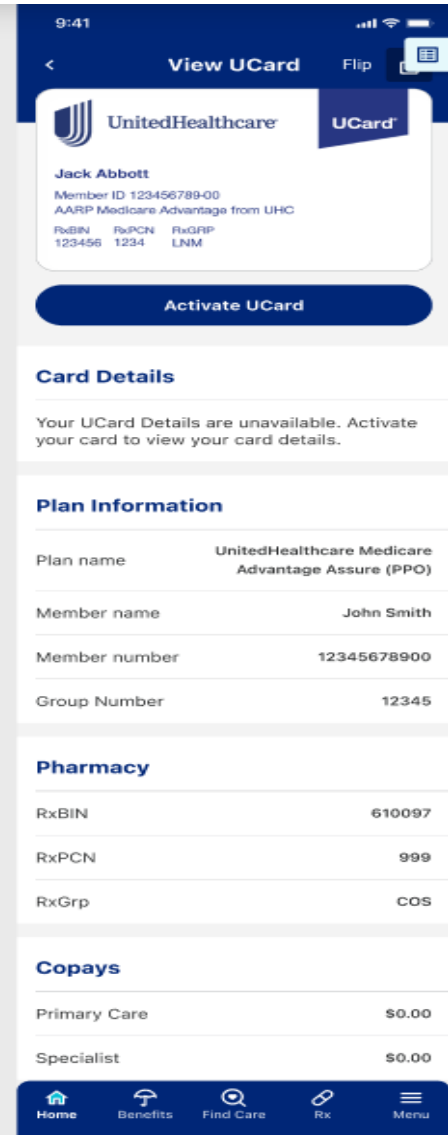 9:41
View UCard Flip
UnitedHealthcare UCard
Jack Abbott
Member ID 123456789-00
AARP Medicare Advantage from UHC
RxBIN RxPCN RxGRP
123456 1234 LNM
Activate UCard
Card Details
Your UCard Details are unavailable. Activate
your card to view your card details.
Plan Information
Plan name UnitedHealthcare Medicare
Advantage Assure (PPO)
Member name John Smith
Member number 12345678900
Group Number 12345
Pharmacy
RxBIN 610097
RxPCN 999
RxGrp COS
Copays
Primary Care $0.00
Specialist $0.00
Home Benefits Find Care Rx Menu